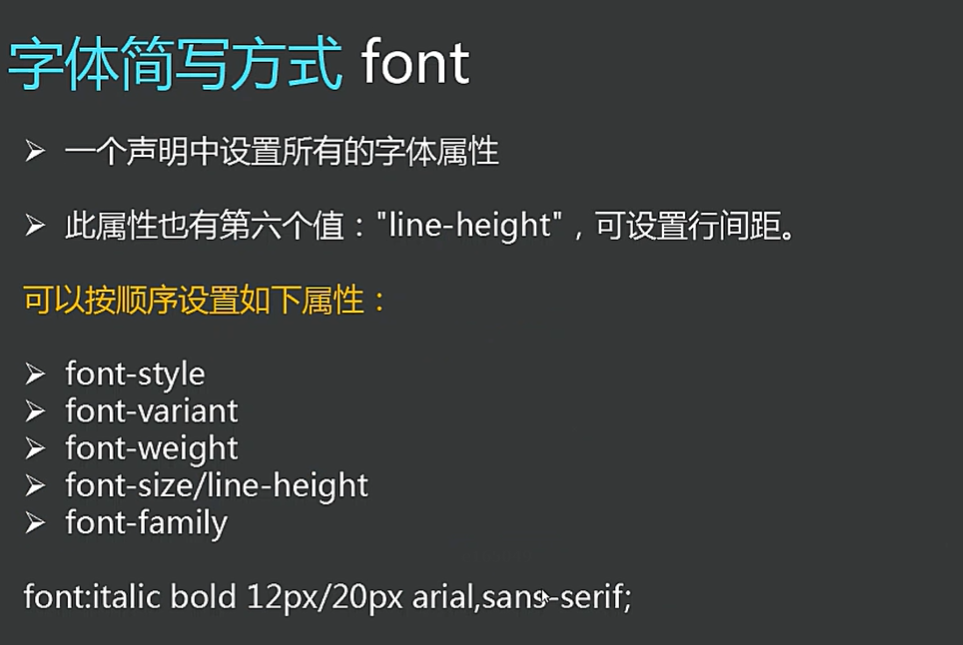 字体简写方式 font
➢ 一个声明中设置所有的字体属性
➢ 此属性也有第六个值："line-height"，可设置行间距。
可以按顺序设置如下属性：
➢ font-style
➢ font-variant
➢ font-weight
➢ font-size/line-height
➢ font-family
font:italic bold 12px/20px arial,sans-serif;